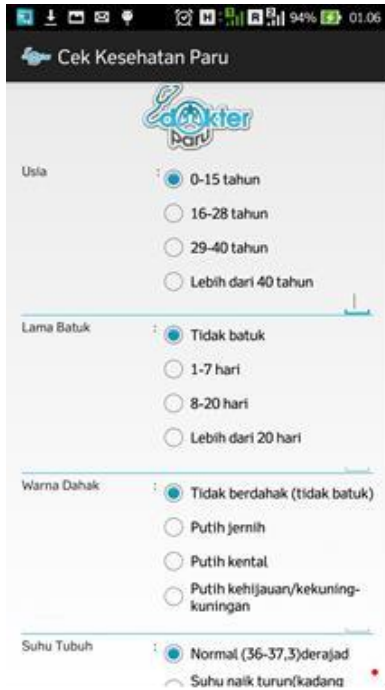 94% 01.06
Cek Kesehatan Paru
dokter
paru
Usia : 0-15 tahun
16-28 tahun
29-40 tahun
Lebih dari 40 tahun
Lama Batuk : Tidak batuk
1-7 hari
8-20 hari
Lebih dari 20 hari
Warna Dahak : Tidak berdahak (tidak batuk)
Putih jernih
Putih kental
Putih kehijauan/kekuning-
kuningan
Suhu Tubuh : Normal (36-37,3)derajad
Suhu naik turun(kadang